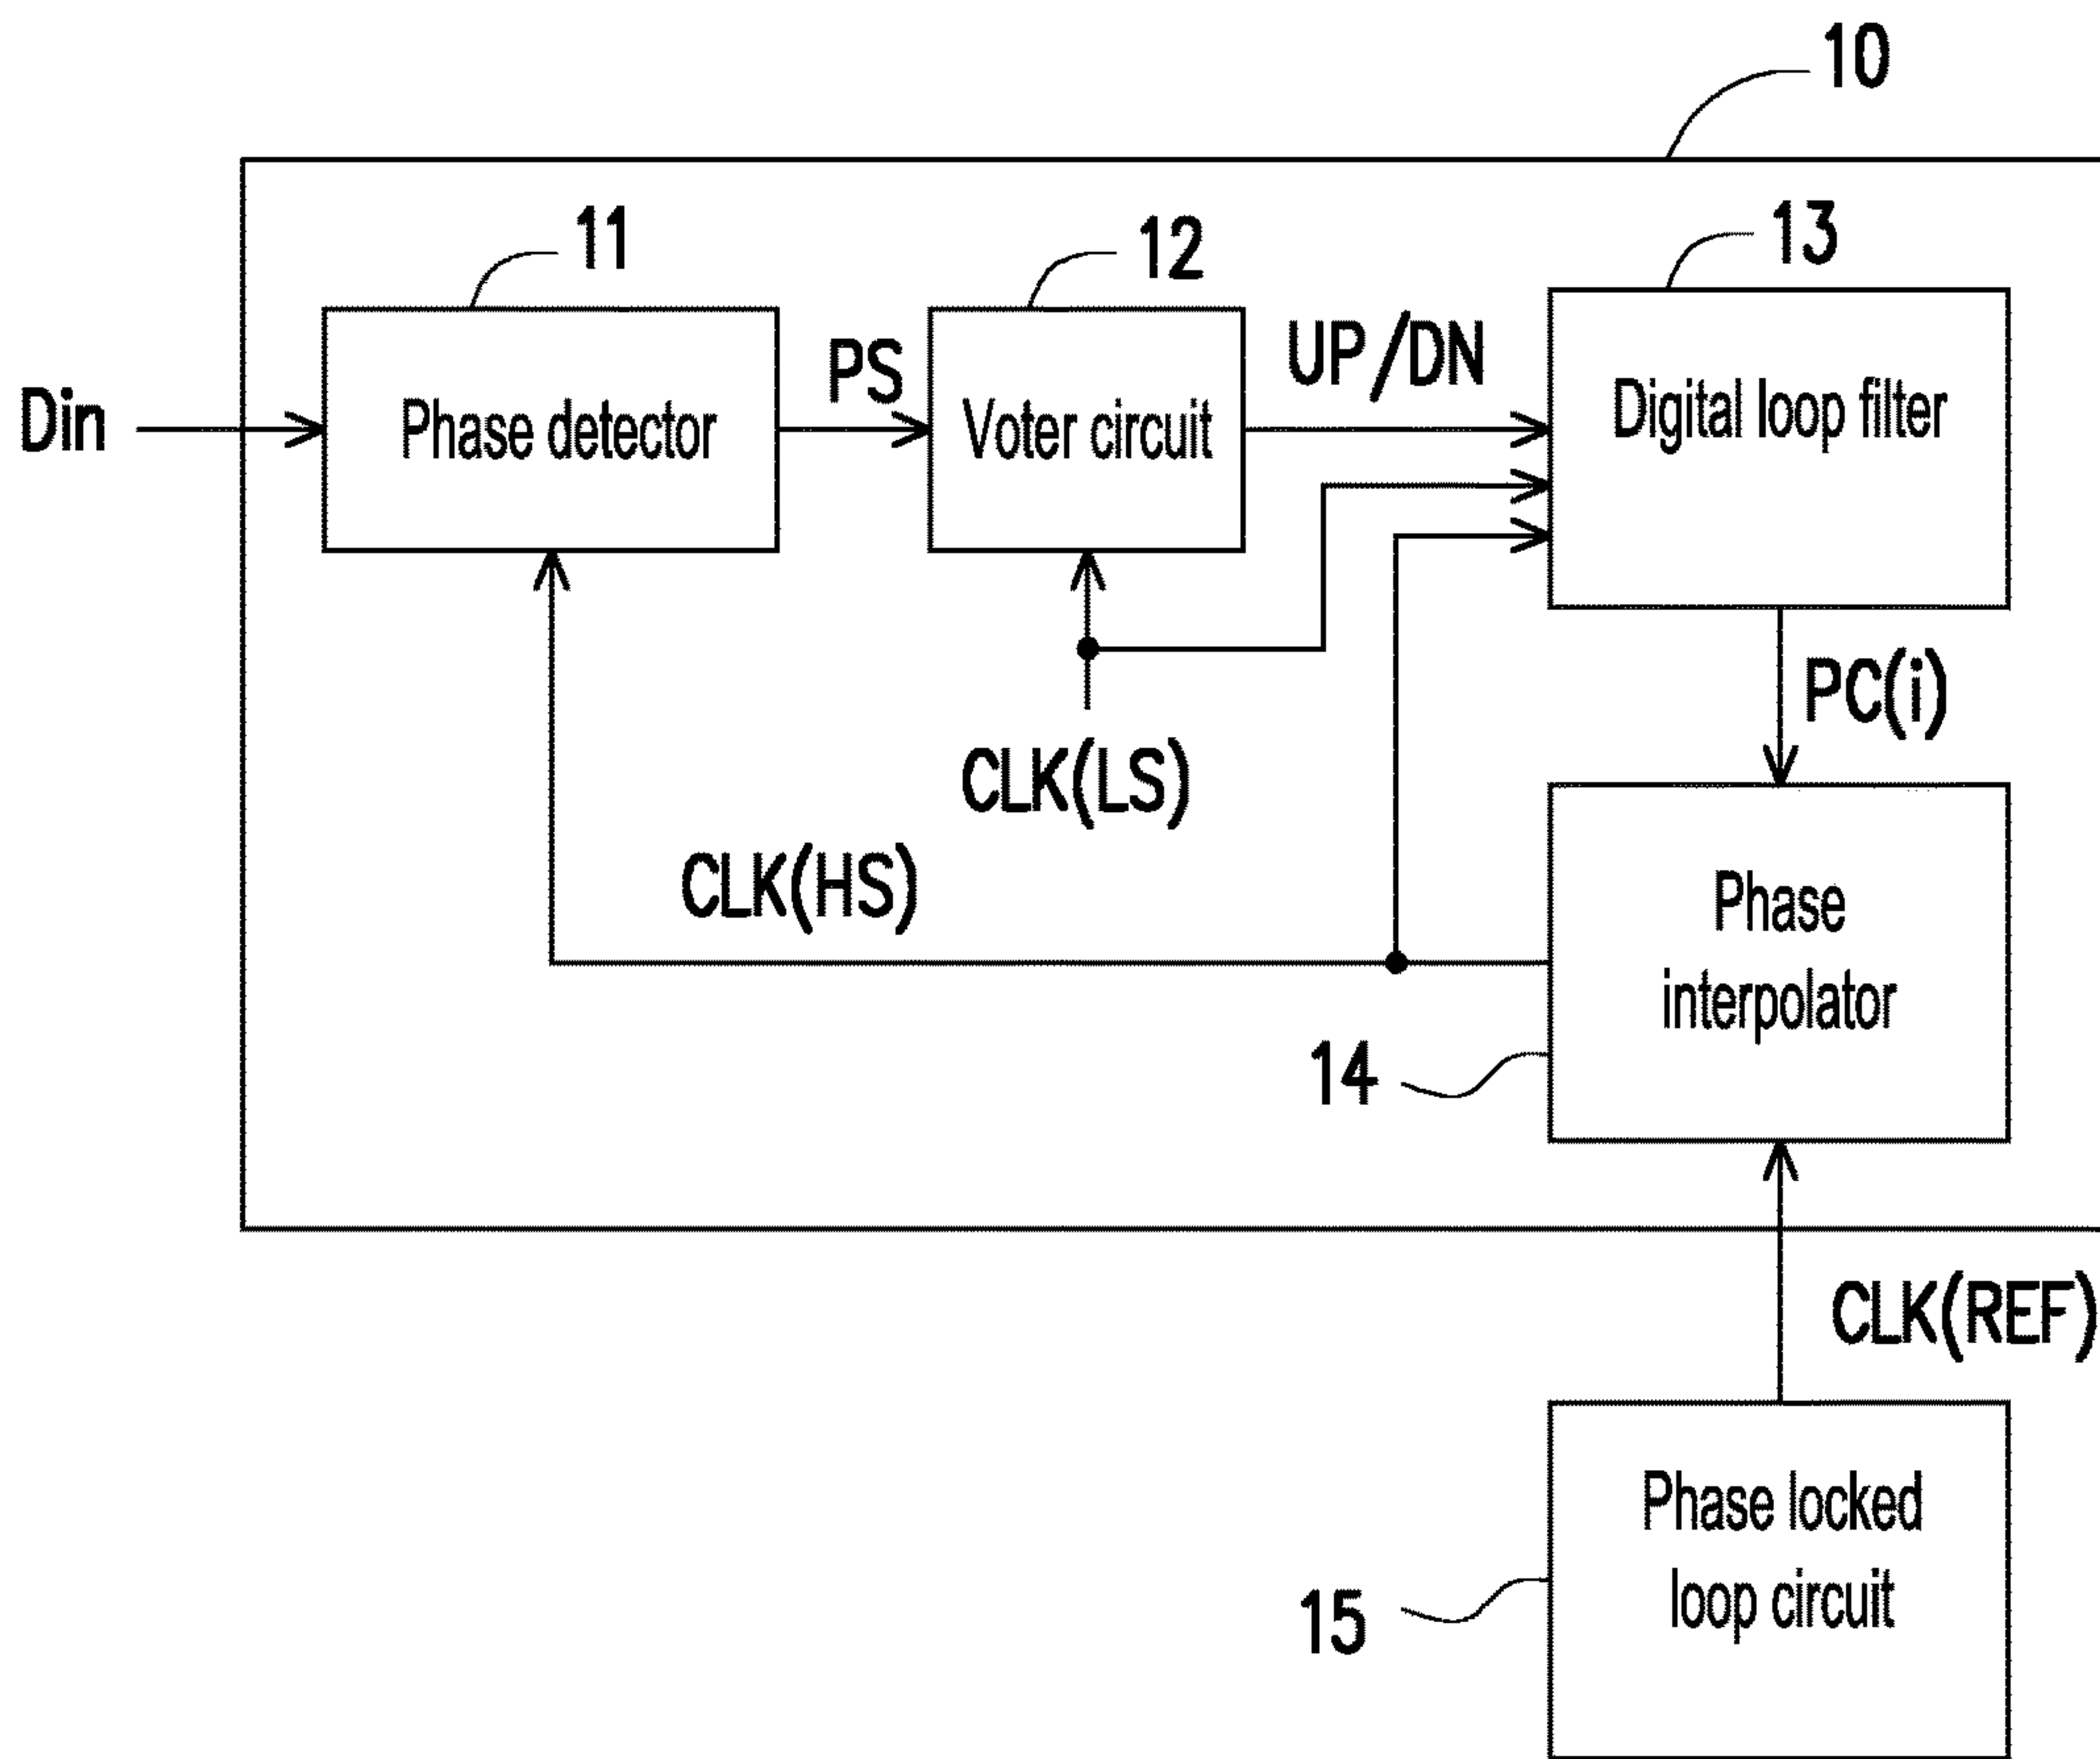 10
11
12
13
Din
Phase detector
PS
Voter circuit
UP/DN
Digital loop filter
PC(i)
CLK(LS)
CLK(HS)
Phase
interpolator
14
CLK(REF)
Phase locked
loop circuit
15